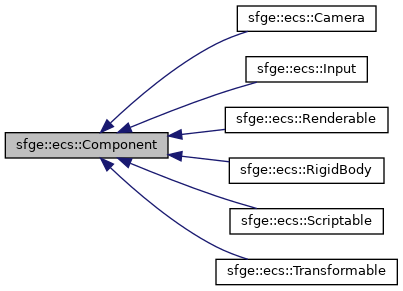 sfge::ecs::Camera
sfge::ecs::Input
sfge::ecs::Renderable
sfge::ecs::Component
sfge::ecs::RigidBody
sfge::ecs::Scriptable
sfge::ecs::Transformable